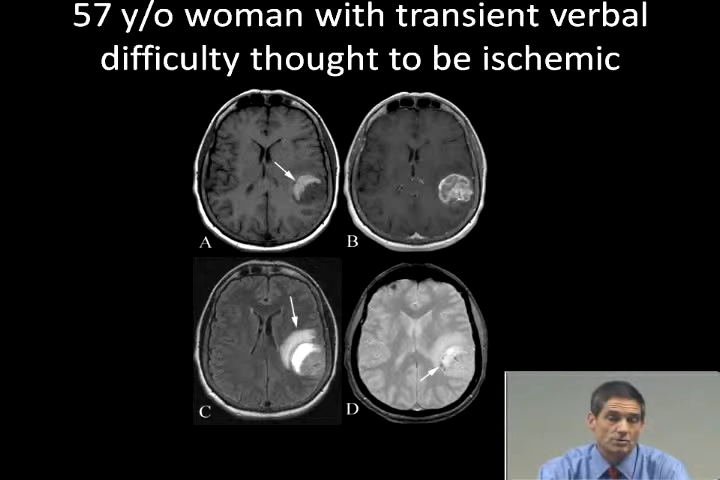 57 y/o woman with transient verbal
difficulty thought to be ischemic
A
B
C
D